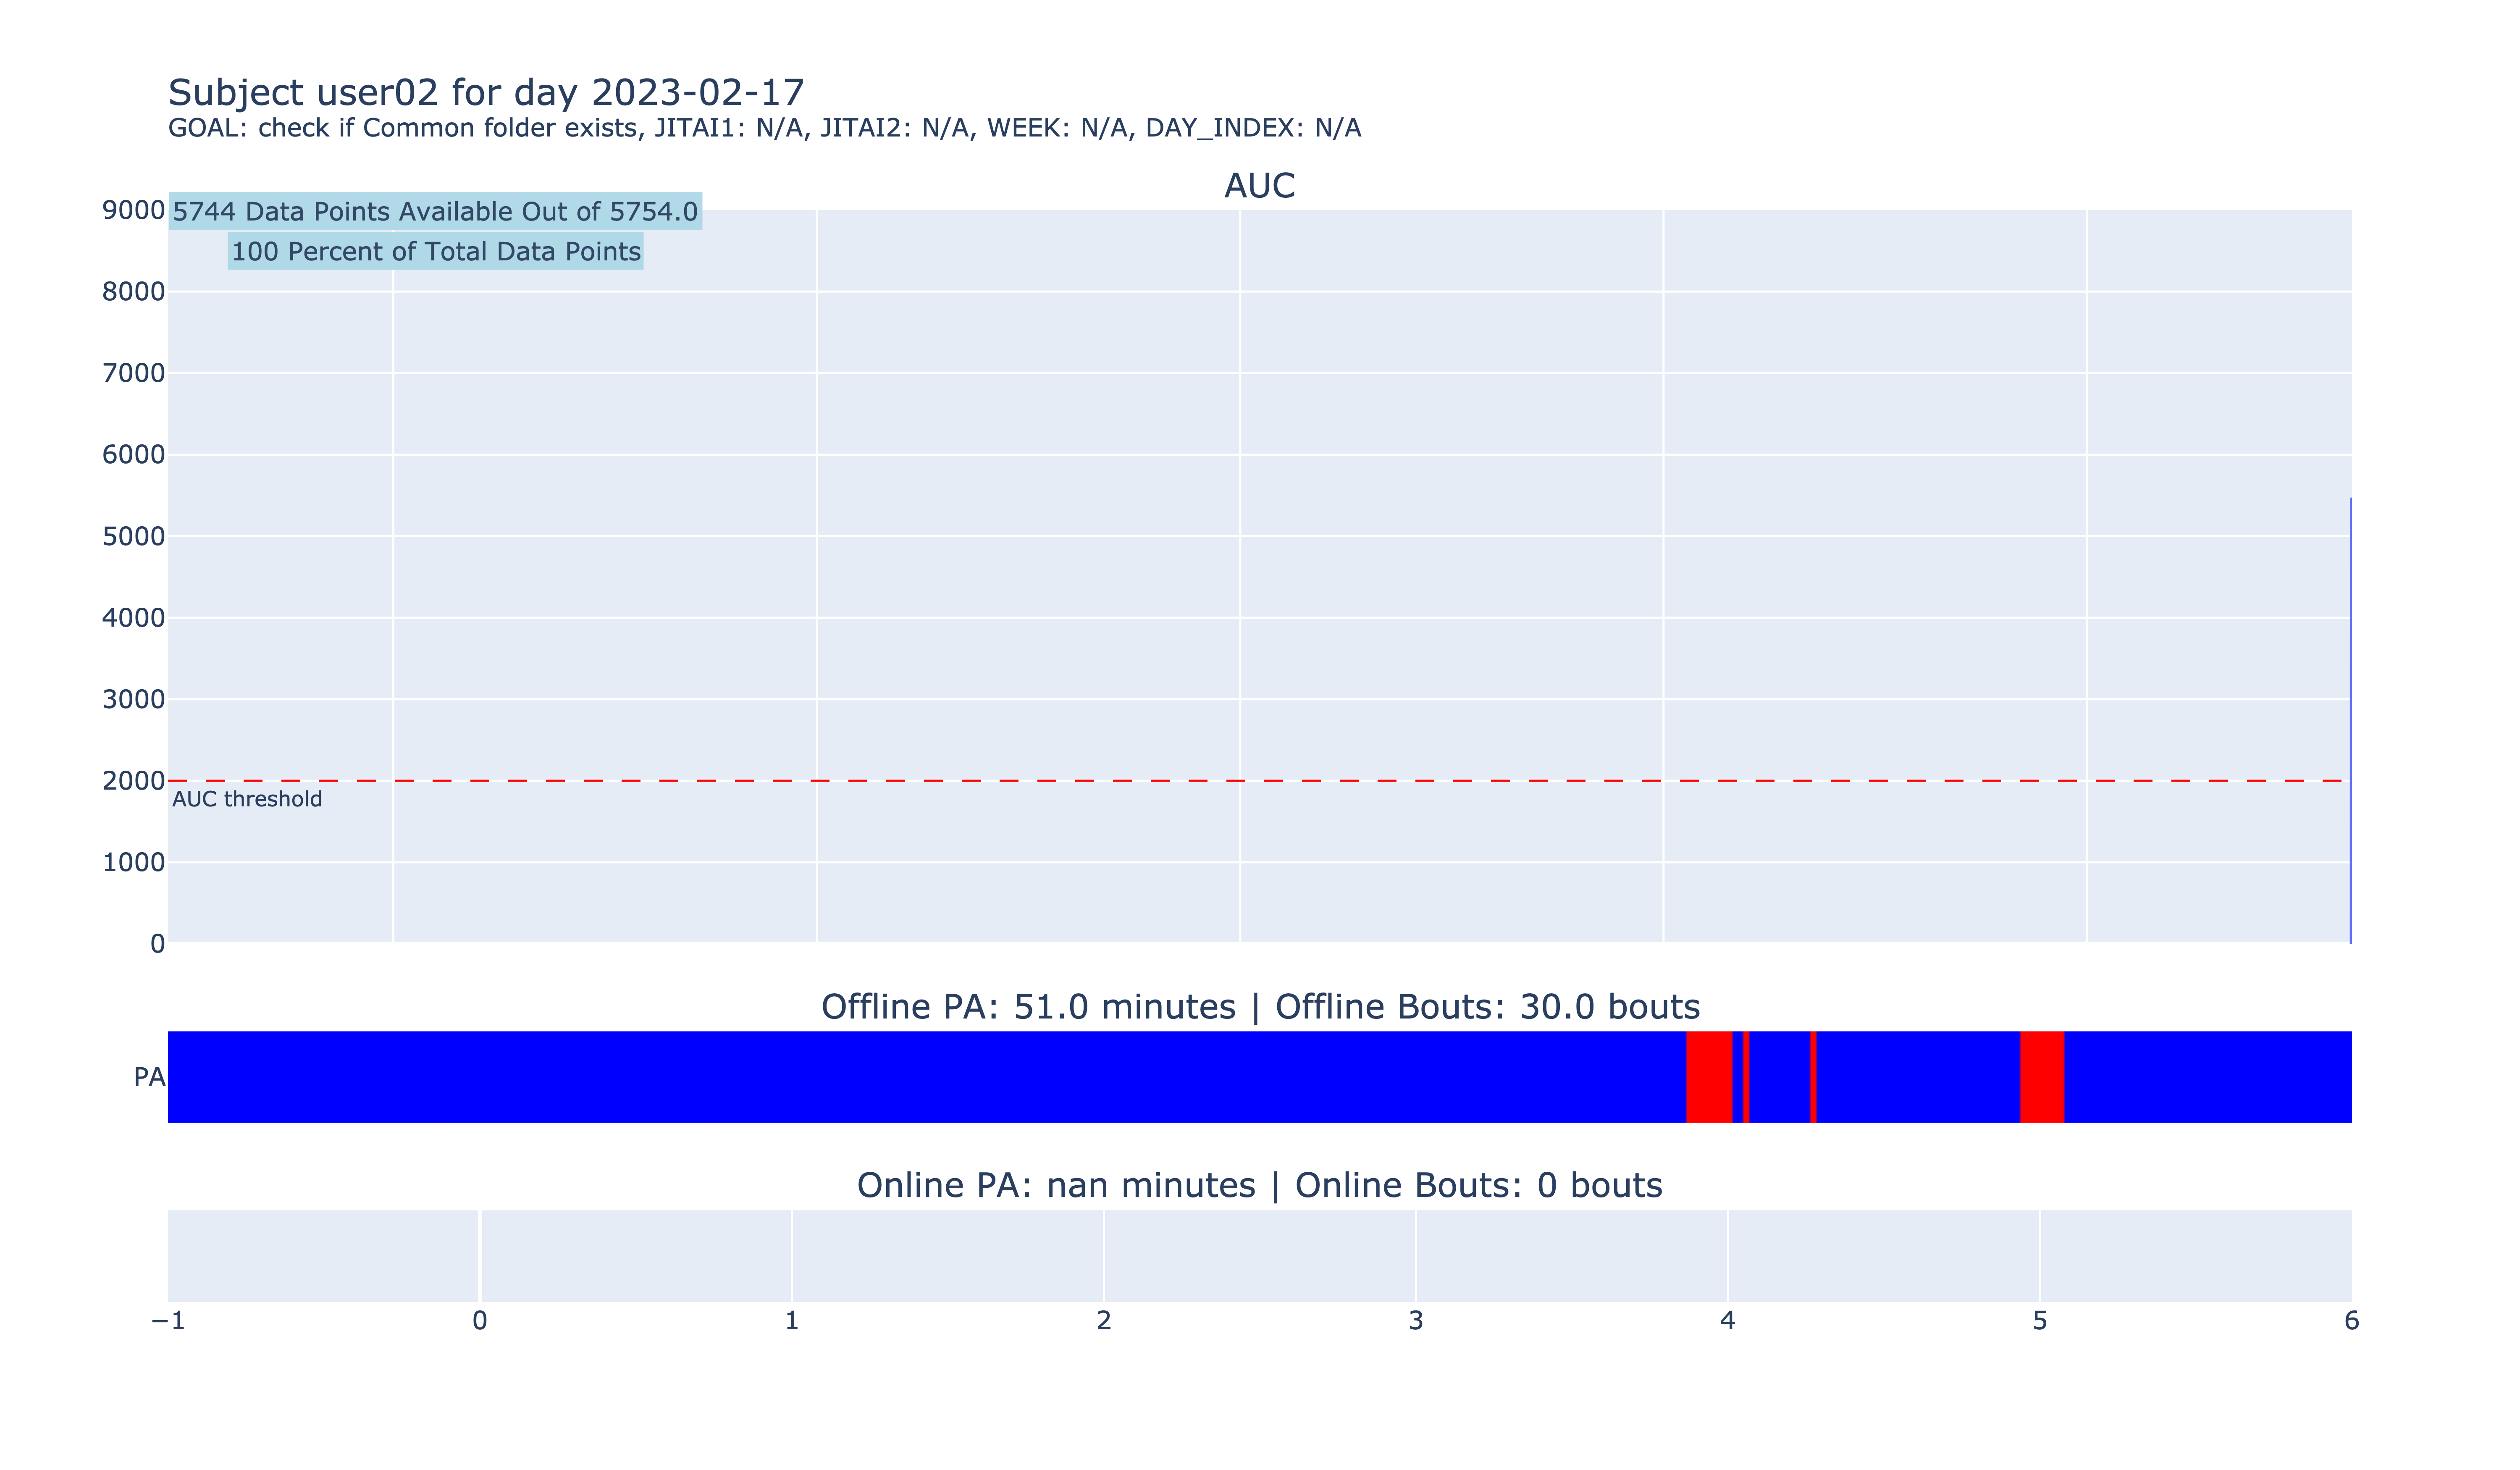 Subject user02 for day 2023-02-17
GOAL: check if Common folder exists, JITAI1: N/A, JITAI2: N/A, WEEK: N/A, DAY_INDEX: N/A
AUC
5744 Data Points Available Out of 5754.0
100 Percent of Total Data Points
9000
8000
7000
6000
5000
4000
3000
2000
AUC threshold
1000
0
Offline PA: 51.0 minutes | Offline Bouts: 30.0 bouts
PA
Online PA: nan minutes | Online Bouts: 0 bouts
−1 0 1 2 3 4 5 6